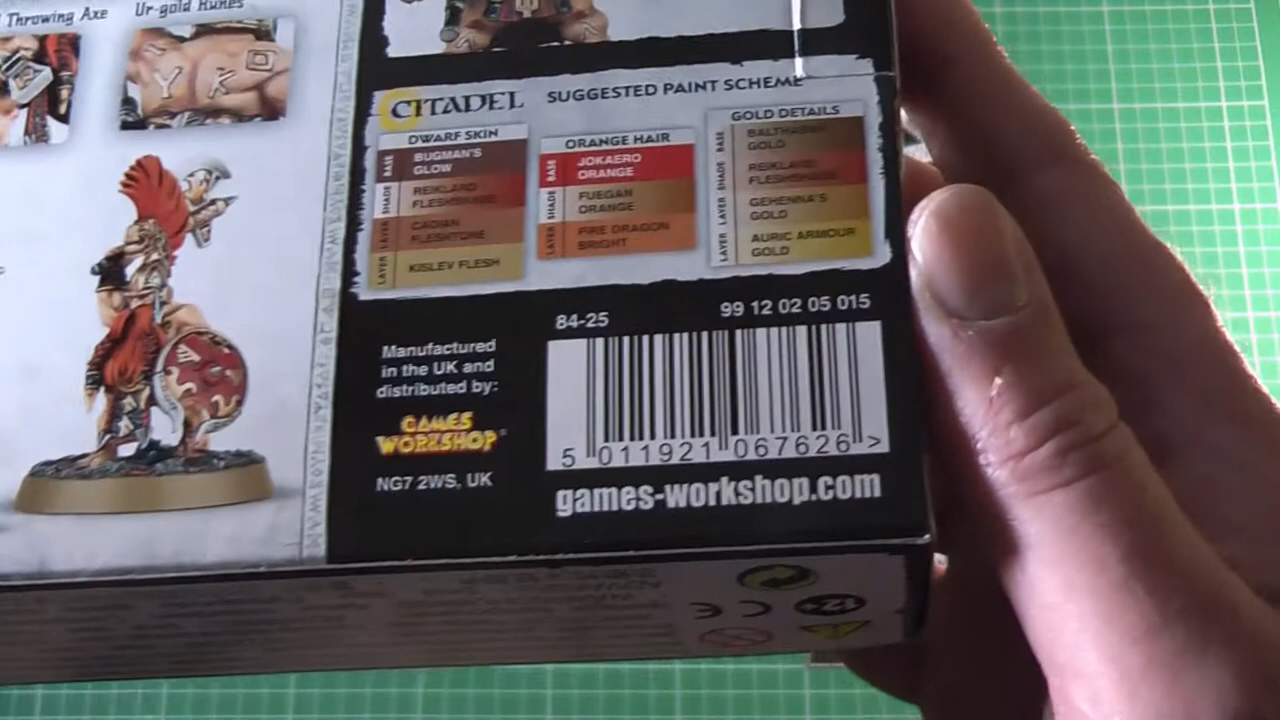 Throwing Axe
Ur-gold Runes
CITADEL SUGGESTED PAINT SCHEME
DWARF SKIN
BASE
BUGMAN'S
GLOW
SHADE
REIKLAND
FLESHSHADE
LAYER
CADIAN
FLESHTONE
LAYER
KISLEV FLESH
ORANGE HAIR
BASE
JOKAERO
ORANGE
SHADE
FUEGAN
ORANGE
LAYER
FIRE DRAGON
BRIGHT
GOLD DETAILS
BASE
BALTHASAR
GOLD
SHADE
REIKLAND
FLESHSHADE
LAYER
GEHENNA'S
GOLD
LAYER
AURIC ARMOUR
GOLD
84-25
99 12 02 05 015
Manufactured
in the UK and
distributed by:
GAMES
WORKSHOP®
NG7 2WS, UK
5 011921 067626 >
games-workshop.com
CE